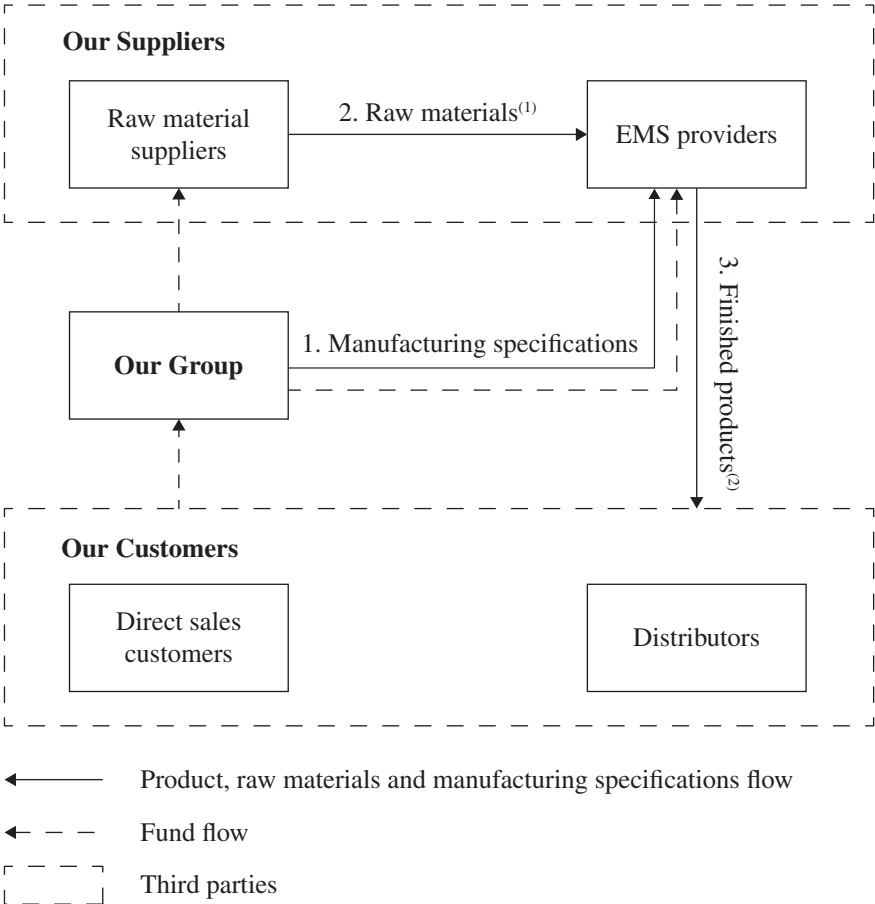 Our Suppliers
Raw material
suppliers
2. Raw materials(1)
EMS providers
Our Group
1. Manufacturing specifications
3. Finished products(2)
Our Customers
Direct sales
customers
Distributors
Product, raw materials and manufacturing specifications flow
Fund flow
Third parties